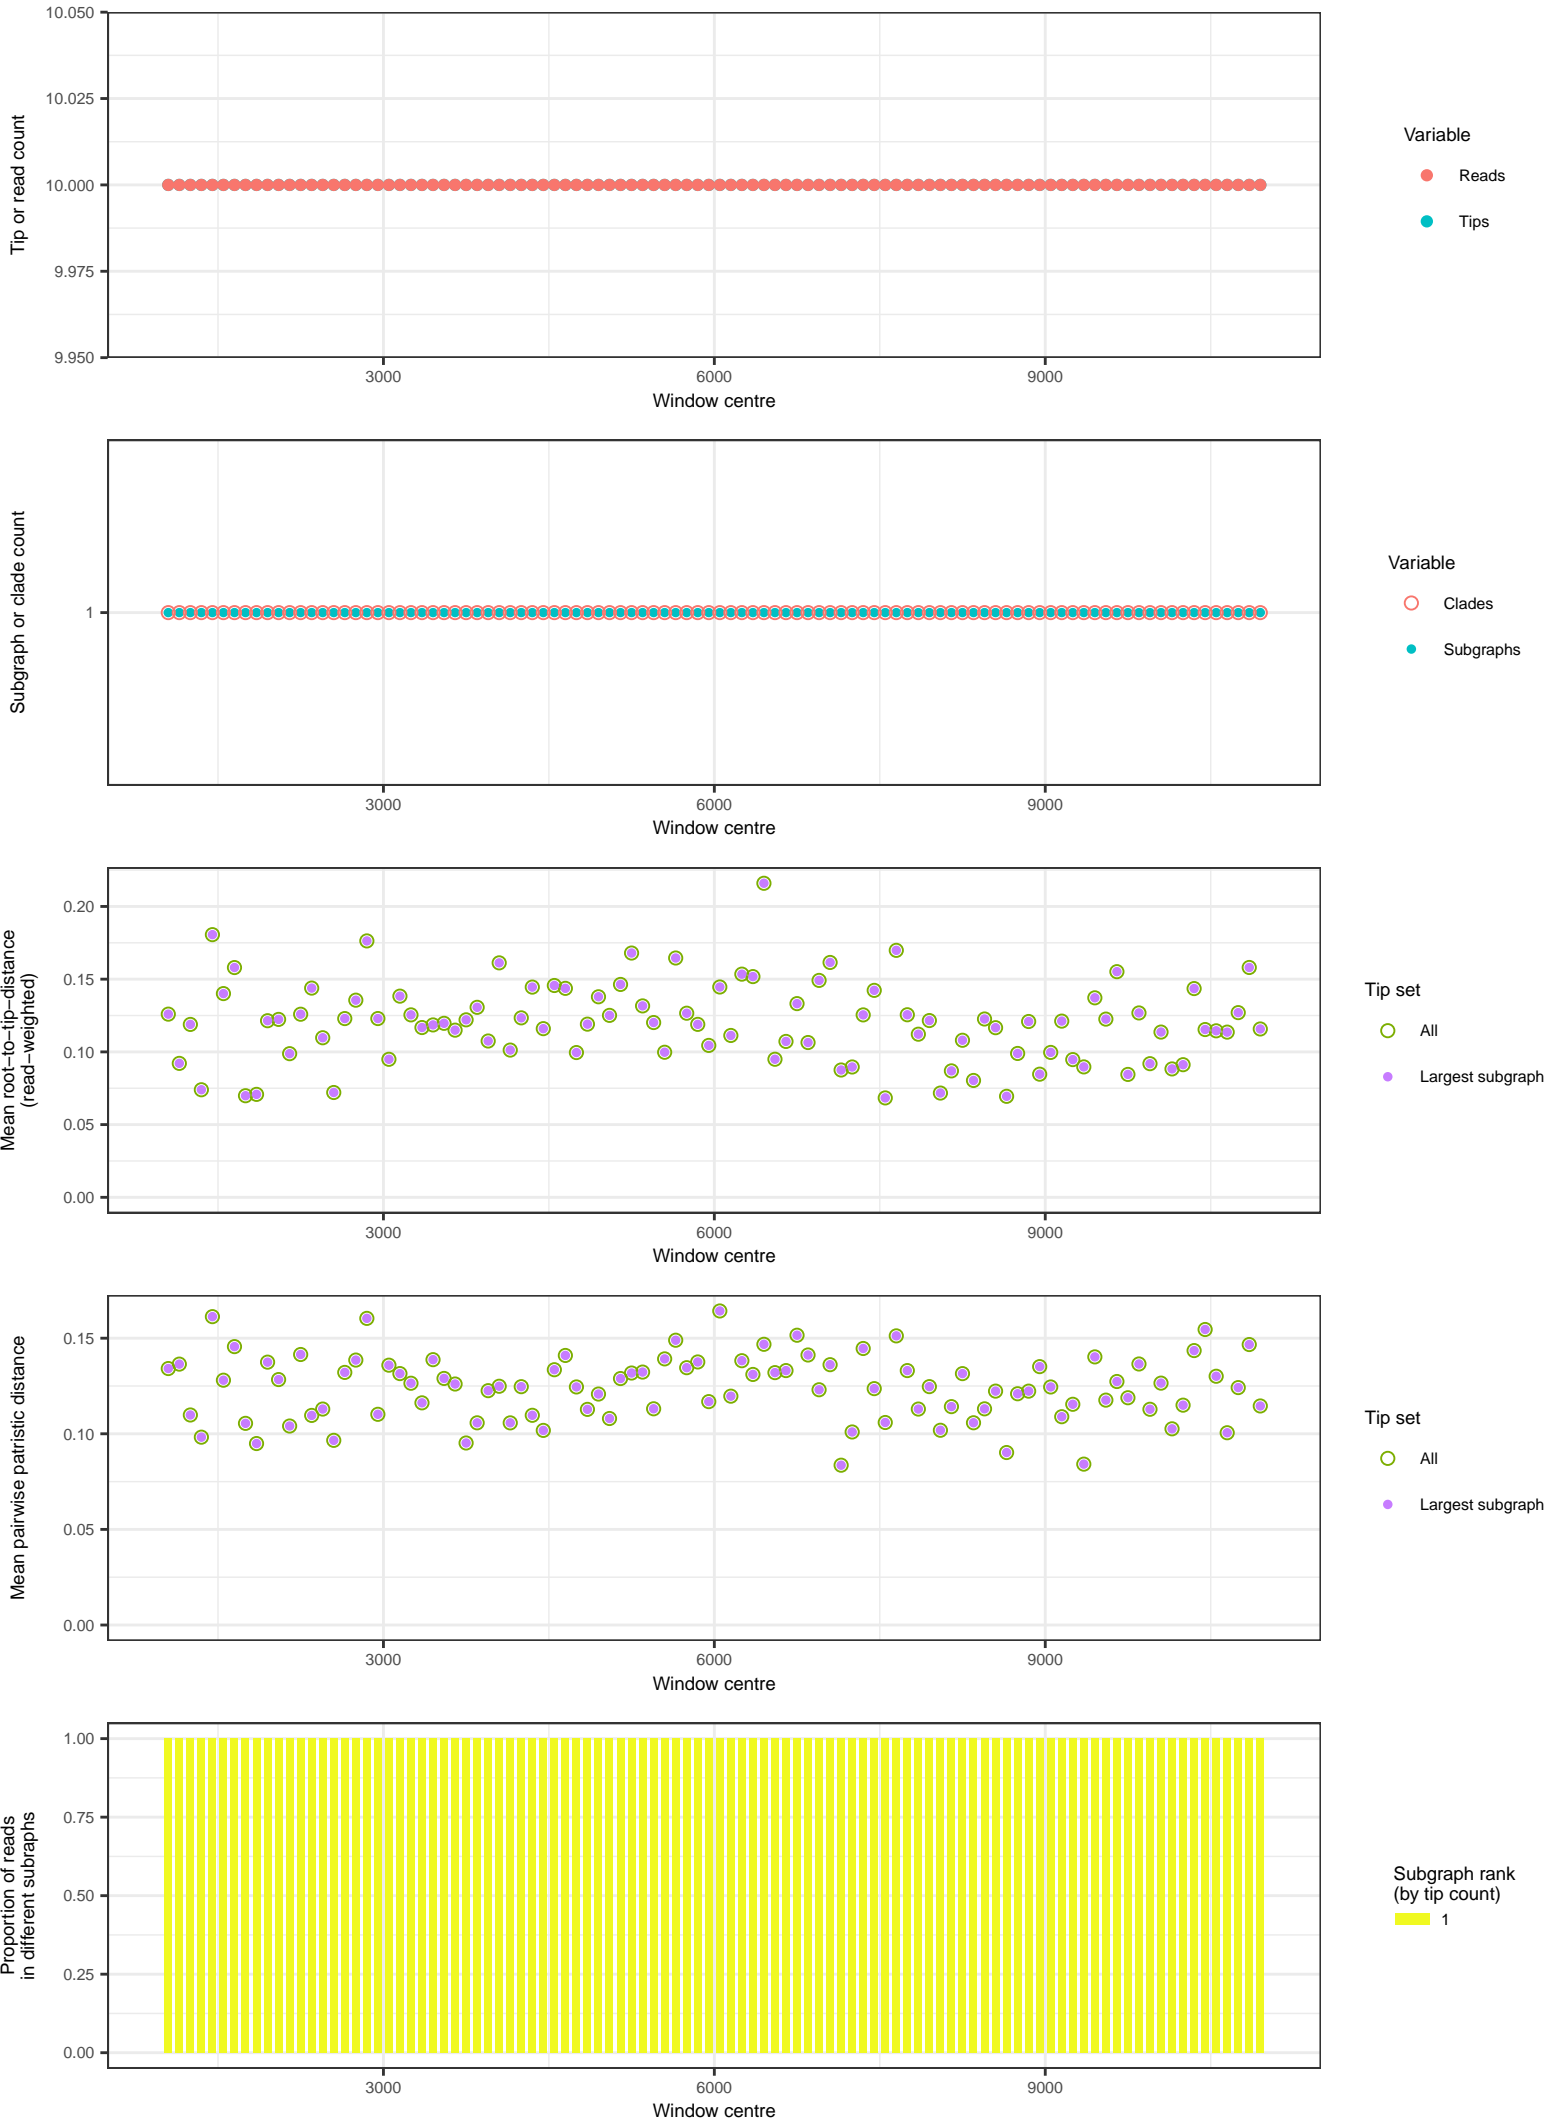 10.050
10.025
10.000
9.975
9.950
Tip or read count
3000
6000
9000
Window centre
Variable
Reads
Tips
1
Subgraph or clade count
3000
6000
9000
Window centre
Variable
Clades
Subgraphs
0.20
0.15
0.10
0.05
0.00
Mean root−to−tip−distance
(read−weighted)
3000
6000
9000
Window centre
Tip set
All
Largest subgraph
0.15
0.10
0.05
0.00
Mean pairwise patristic distance
3000
6000
9000
Window centre
Tip set
All
Largest subgraph
1.00
0.75
0.50
0.25
0.00
Proportion of reads
in different subraphs
3000
6000
9000
Window centre
Subgraph rank
(by tip count)
1